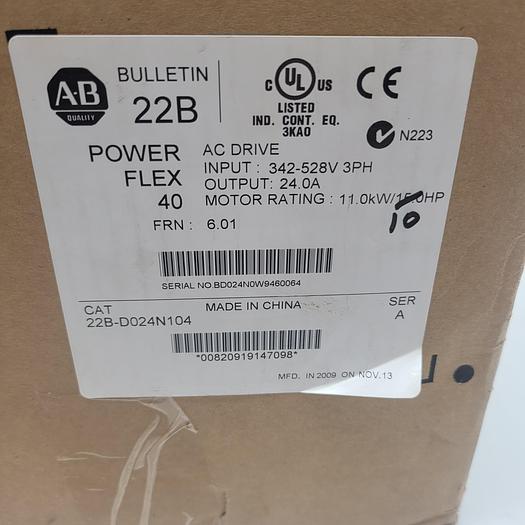 A-B
QUALITY
BULLETIN
22B
C UL US
LISTED
IND. CONT. EQ.
3KA0
CE
N223
POWER
FLEX
40
AC DRIVE
INPUT : 342-528V 3PH
OUTPUT: 24.0A
MOTOR RATING : 11.0kW/15.0HP
10
FRN : 6.01
SERIAL NO.BD024N0W9460064
CAT
22B-D024N104
MADE IN CHINA
SER
A
*00820919147098*
MFD. IN 2009 ON NOV.13